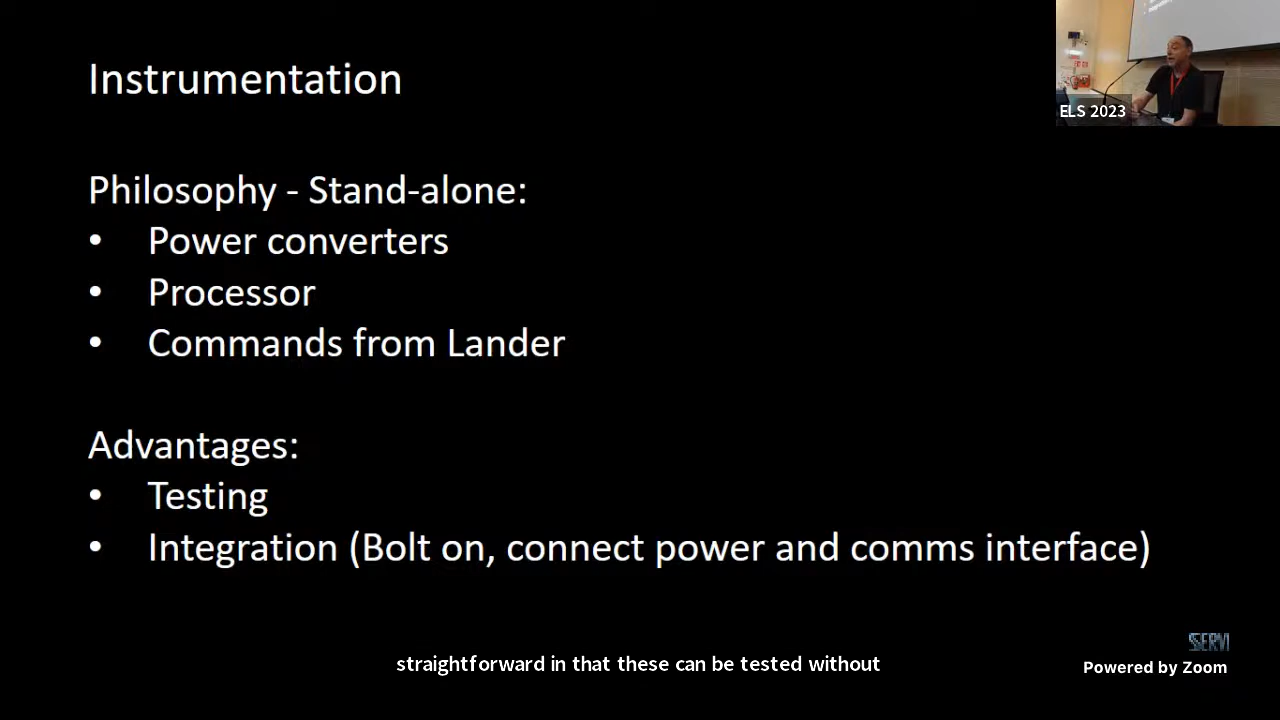 Instrumentation
ELS 2023
Philosophy - Stand-alone:
• Power converters
• Processor
• Commands from Lander
Advantages:
• Testing
• Integration (Bolt on, connect power and comms interface)
straightforward in that these can be tested without
Powered by Zoom